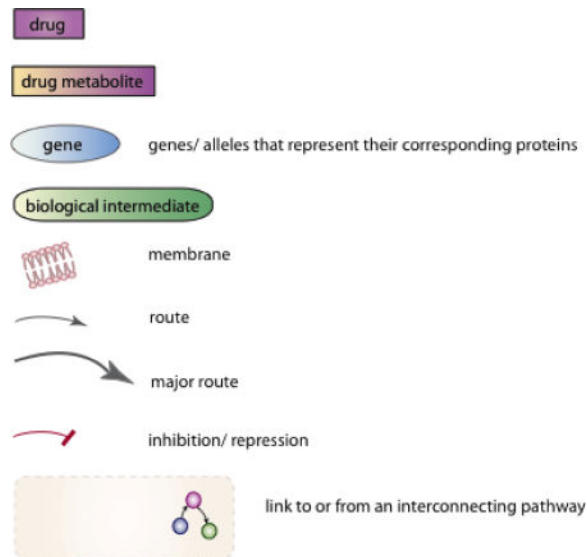 drug
drug metabolite
gene genes/ alleles that represent their corresponding proteins
biological intermediate
membrane
route
major route
inhibition/ repression
link to or from an interconnecting pathway